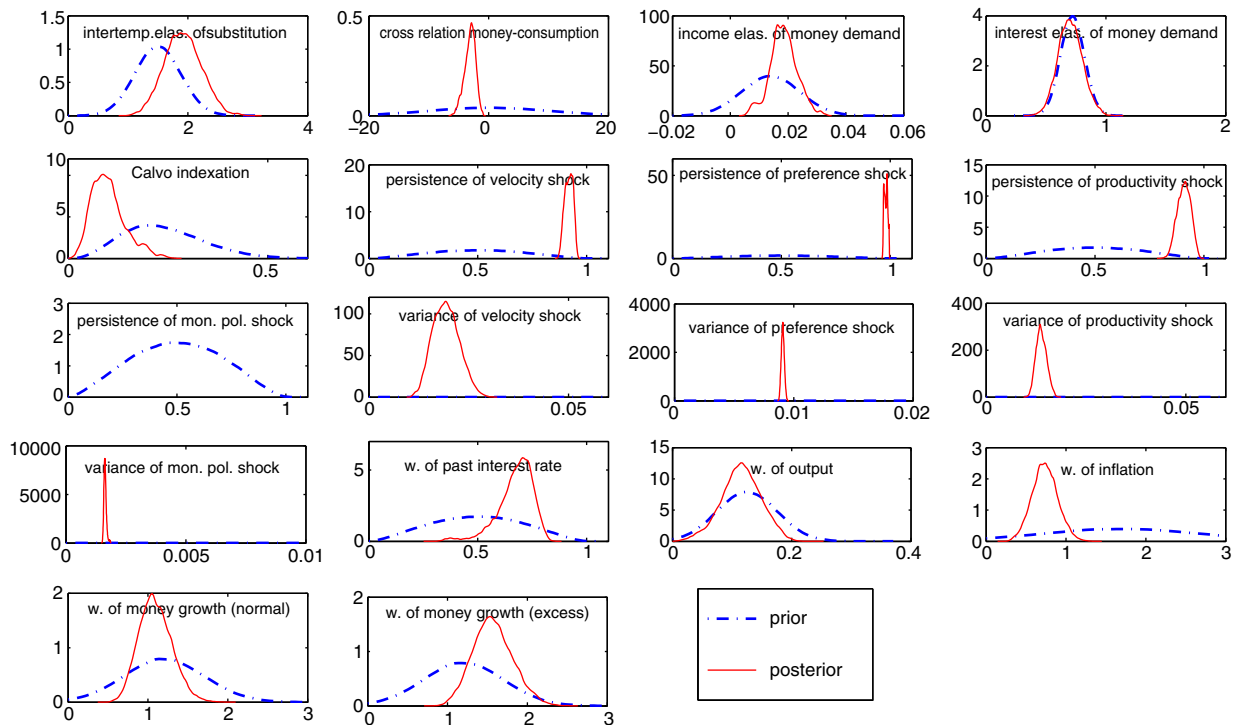 intertemp.elas. ofsubstitution
1.5
1
0.5
0
0 2 4
cross relation money-consumption
0.5
0
−20 0 20
income elas. of money demand
100
80
60
40
20
0
−0.02 0 0.02 0.04 0.06
interest elas. of money demand
4
2
0
0 1 2
Calvo indexation
10
5
0
0 0.5
persistence of velocity shock
20
15
10
5
0
0 0.5 1
persistence of preference shock
50
0
0 0.5 1
persistence of productivity shock
15
10
5
0
0 0.5 1
persistence of mon. pol. shock
3
2
1
0
0 0.5 1
variance of velocity shock
100
50
0
0 0.05
variance of preference shock
4000
2000
0
0 0.01 0.02
variance of productivity shock
400
200
0
0 0.05
variance of mon. pol. shock
10000
5000
0
0 0.005 0.01
w. of past interest rate
5
0
0 0.5 1
w. of output
15
10
5
0
0 0.2 0.4
w. of inflation
3
2
1
0
0 1 2 3
w. of money growth (normal)
2
1
0
0 1 2 3
w. of money growth (excess)
2
1
0
0 1 2 3
prior
posterior